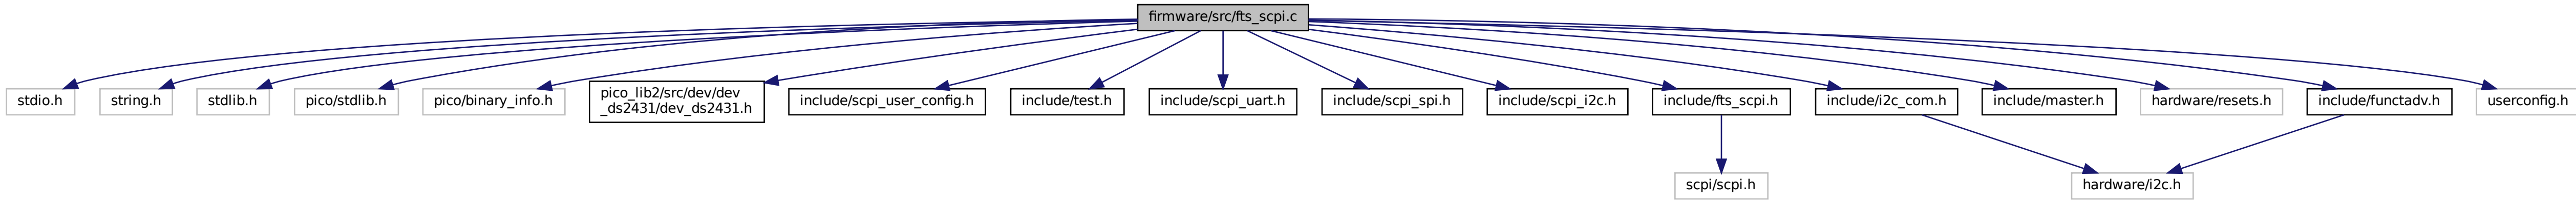 firmware/src/fts_scpi.c
stdio.h
string.h
stdlib.h
pico/stdlib.h
pico/binary_info.h
pico_lib2/src/dev/dev
_ds2431/dev_ds2431.h
include/scpi_user_config.h
include/test.h
include/scpi_uart.h
include/scpi_spi.h
include/scpi_i2c.h
include/fts_scpi.h
include/i2c_com.h
include/master.h
hardware/resets.h
include/functadv.h
userconfig.h
scpi/scpi.h
hardware/i2c.h